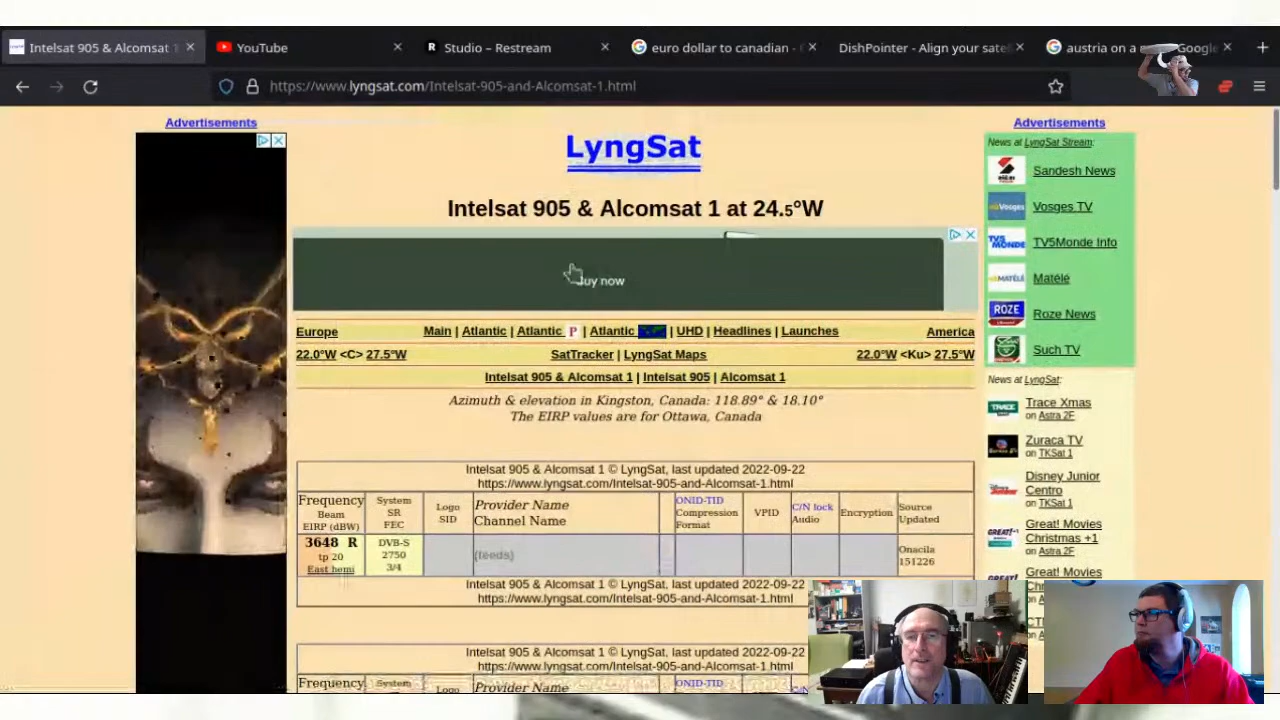 Intelsat 905 & Alcomsat 1
YouTube
Studio – Restream
euro dollar to canadian -
DishPointer - Align your sate
austria on a
Google
https://www.lyngsat.com/Intelsat-905-and-Alcomsat-1.html
Advertisements
LyngSat
Intelsat 905 & Alcomsat 1 at 24.5°W
buy now
Europe
Main | Atlantic | Atlantic P | Atlantic | UHD | Headlines | Launches
America
22.0°W <C> 27.5°W
SatTracker | LyngSat Maps
22.0°W <Ku> 27.5°W
Intelsat 905 & Alcomsat 1 | Intelsat 905 | Alcomsat 1
Azimuth & elevation in Kingston, Canada: 118.89° & 18.10°
The EIRP values are for Ottawa, Canada
Intelsat 905 & Alcomsat 1 © LyngSat, last updated 2022-09-22
https://www.lyngsat.com/Intelsat-905-and-Alcomsat-1.html
Frequency
Beam
EIRP (dBW)
System
SR
FEC
Logo
SID
Provider Name
Channel Name
ONID-TID
Compression
Format
VPID
C/N lock
Audio
Encryption
Source
Updated
3648 R
tp 20
East hemi
DVB-S
2750
3/4
(feeds)
Onacila
151226
Intelsat 905 & Alcomsat 1 © LyngSat, last updated 2022-09-22
https://www.lyngsat.com/Intelsat-905-and-Alcomsat-1.html
Intelsat 905 & Alcomsat 1 © LyngSat, last updated 2022-09-22
https://www.lyngsat.com/Intelsat-905-and-Alcomsat-1.html
Frequency
System
Logo
Provider Name
ONID-TID
Advertisements
News at LyngSat Stream:
Sandesh News
Vosges TV
TV5Monde Info
Matélé
Roze News
Such TV
News at LyngSat:
Trace Xmas
on Astra 2F
Zuraca TV
on TKSat 1
Disney Junior
Centro
on TKSat 1
Great! Movies
Christmas +1
on Astra 2F
Great! Movies